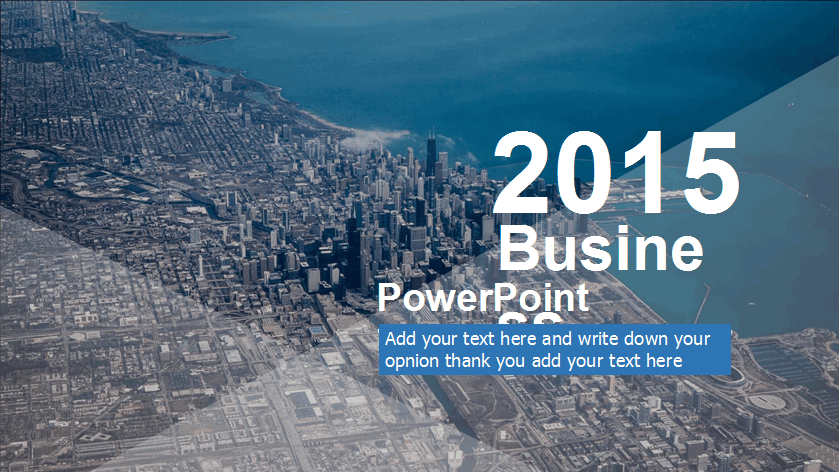 2015
Busine
PowerPoint
ss
Add your text here and write down your
opnion thank you add your text here